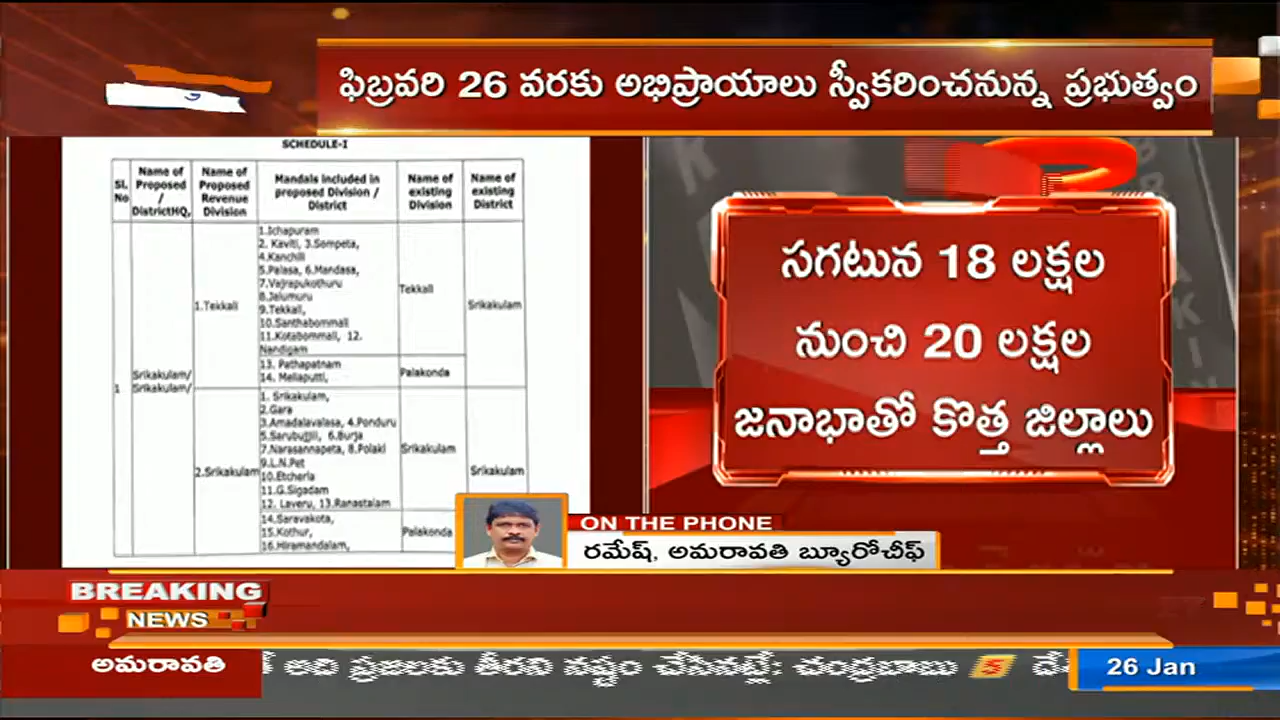 ఫిబ్రవరి 26 వరకు అభిప్రాయాలు స్వీకరించనున్న ప్రభుత్వం
SCHEDULE-I
Sl. No
Name of Proposed / DistrictHQ,
Name of Proposed Revenue Division
Mandals included in proposed Division / District
Name of existing Division
Name of existing District
1
Srikakulam/
Srikakulam/
1.Tekkali
1.Ichapuram
2. Kaviti, 3.Sompeta,
4.Kanchili
5.Palasa, 6.Mandasa,
7.Vajrapukothuru
8.Jalumuru
9.Tekkali,
10.Santhabommali
11.Kotabommali, 12.
Nandigam
Tekkali
Srikakulam
13. Pathapatnam
14. Meliaputti,
Palakonda
2.Srikakulam
1. Srikakulam,
2.Gara
3.Amadalavalasa, 4.Ponduru
5.Sarubujjili, 6.Burja
7.Narasannapeta, 8.Polaki
9.L.N.Pet
10.Etcherla
11.G.Sigadam
12. Laveru, 13.Ranastalam
Srikakulam
Srikakulam
14.Saravakota,
15.Kothur,
16.Hiramandalam,
Palakonda
సగటున 18 లక్షల
నుంచి 20 లక్షల
జనాభాతో కొత్త జిల్లాలు
ON THE PHONE
రమేష్, అమరావతి బ్యూరోచీఫ్
BREAKING
NEWS
అమరావతి
అది ప్రజలకు తీరని నష్టం చేసినట్లే: చంద్రబాబు
26 Jan